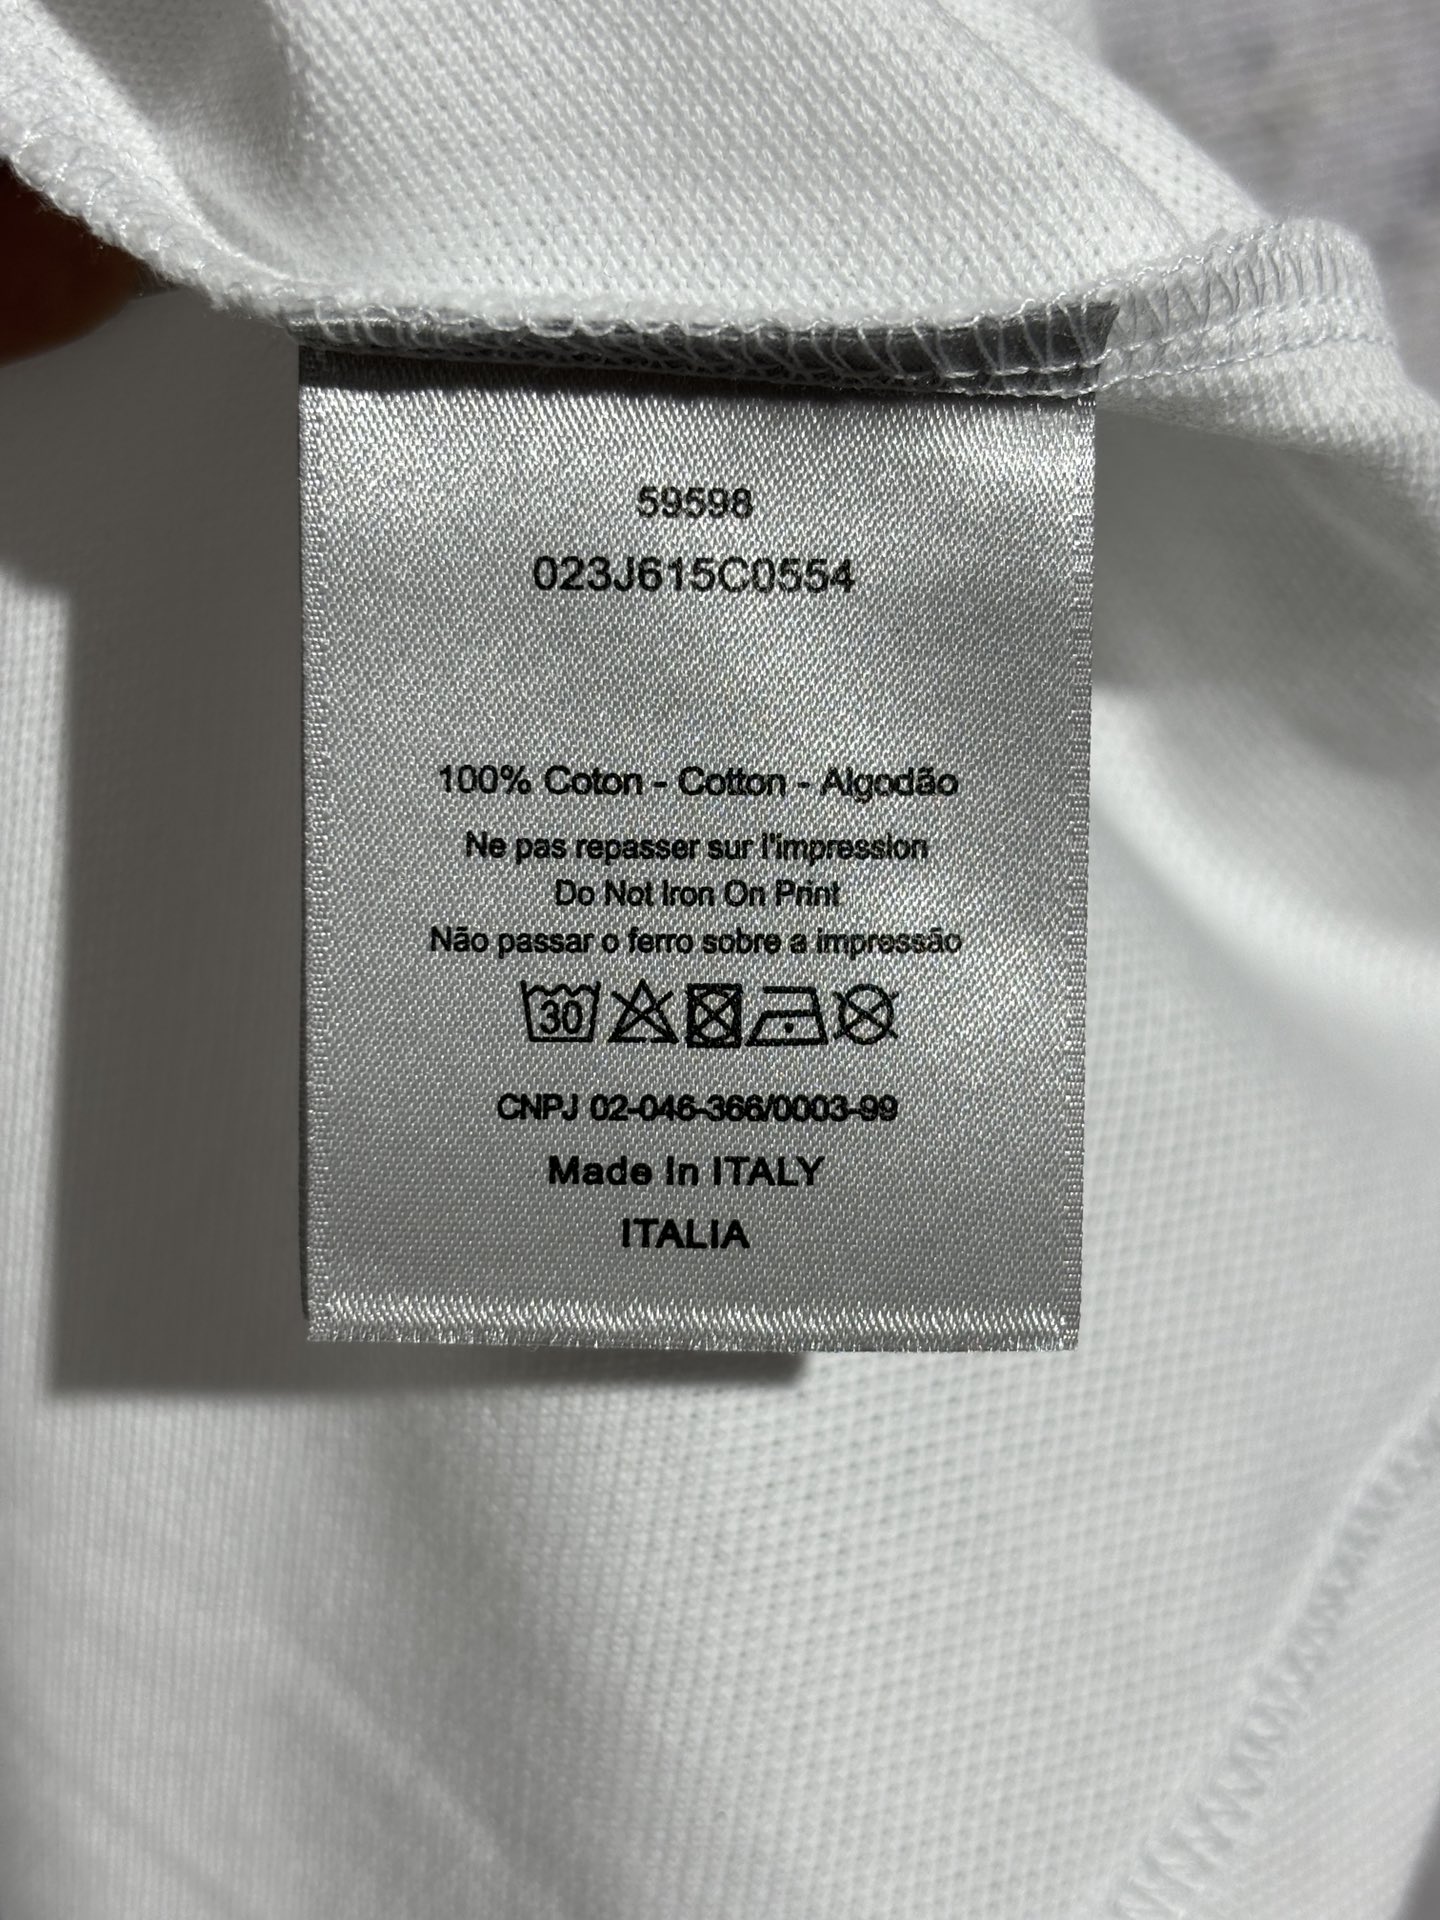 59598
023J615C0554
100% Coton - Cotton - Algodão
Ne pas repasser sur l'impression
Do Not Iron On Print
Não passar o ferro sobre a impressão
30
CNPJ 02-046-366/0003-99
Made In ITALY
ITALIA